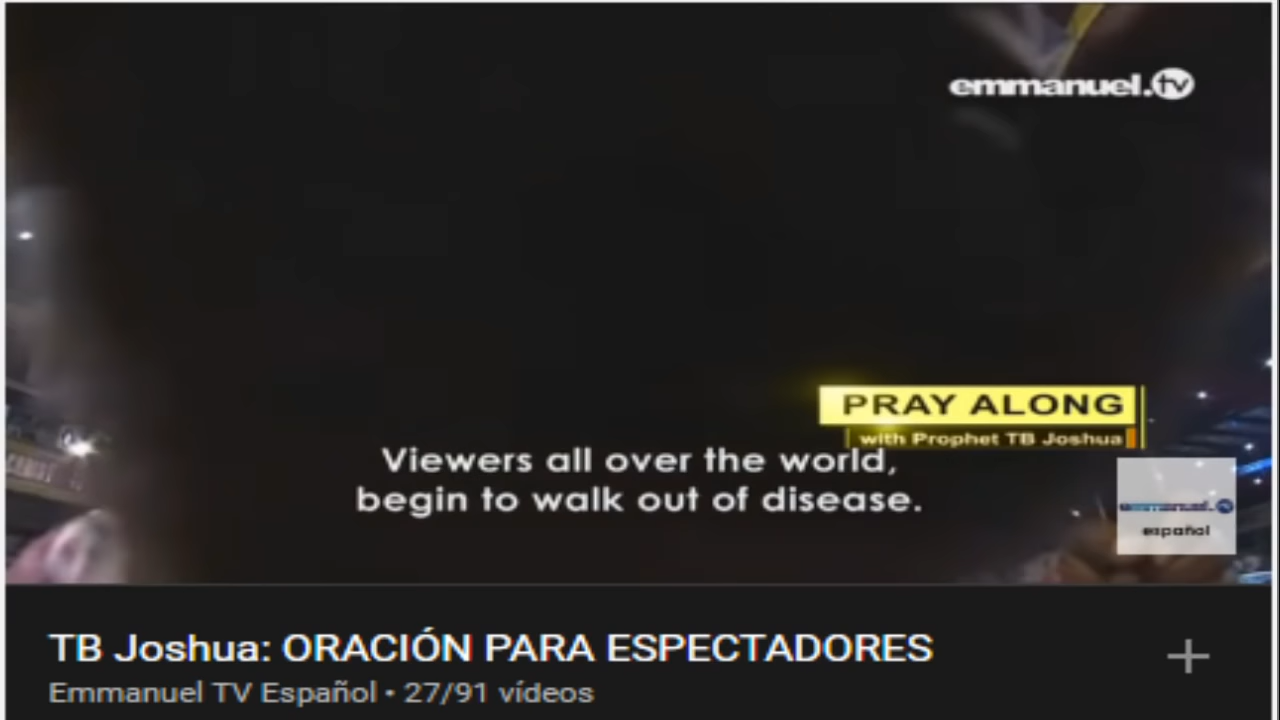 emmanuel.tv
PRAY ALONG
with Prophet TB Joshua
Viewers all over the world,
begin to walk out of disease.
emmanuel.tv
español
TB Joshua: ORACIÓN PARA ESPECTADORES
Emmanuel TV Español • 27/91 vídeos